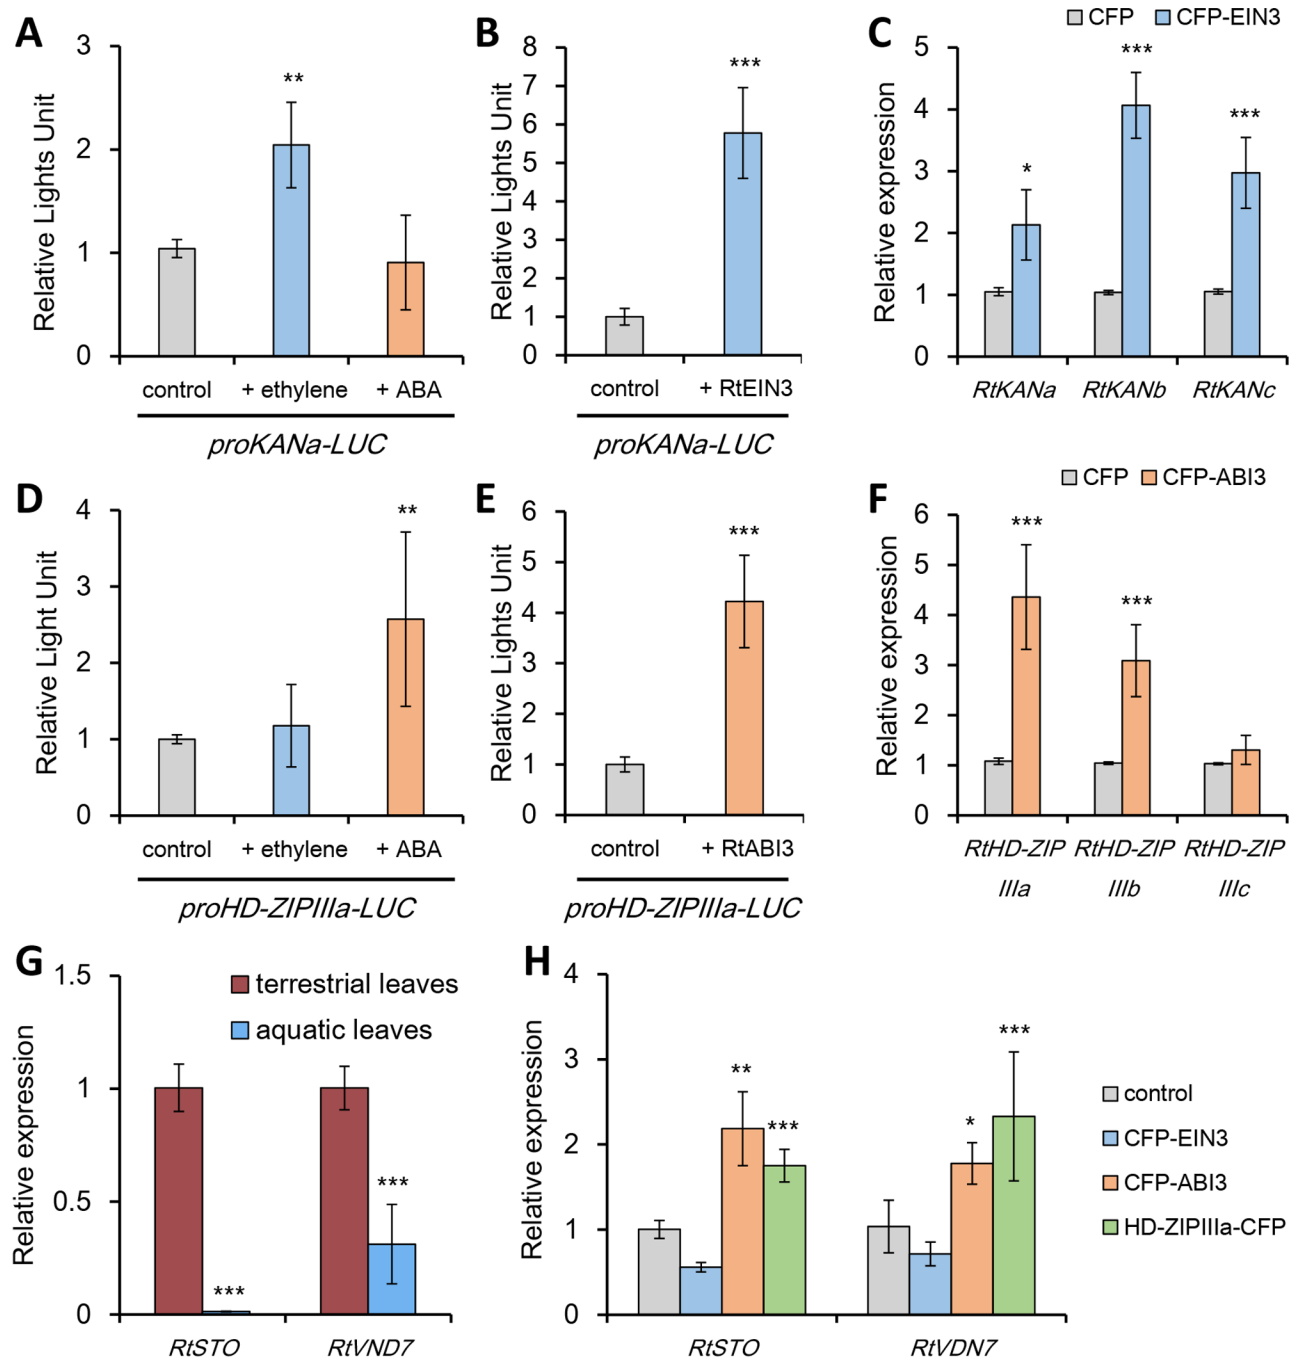 A
Relative Lights Unit
3
2
1
0
**
control
+ ethylene
+ ABA
proKANa-LUC
B
Relative Lights Unit
8
7
6
5
4
3
2
1
0
***
control
+ RtEIN3
proKANa-LUC
C
CFP
CFP-EIN3
Relative expression
5
4
3
2
1
0
*
***
***
RtKANa
RtKANb
RtKANc
D
Relative Light Unit
4
3
2
1
0
**
control
+ ethylene
+ ABA
proHD-ZIPIIIa-LUC
E
Relative Lights Unit
6
5
4
3
2
1
0
***
control
+ RtABI3
proHD-ZIPIIIa-LUC
F
CFP
CFP-ABI3
Relative expression
6
5
4
3
2
1
0
***
***
RtHD-ZIP
IIIa
RtHD-ZIP
IIIb
RtHD-ZIP
IIIc
G
Relative expression
1.5
1
0.5
0
terrestrial leaves
aquatic leaves
***
***
RtSTO
RtVND7
H
Relative expression
4
3
2
1
0
**
***
*
***
RtSTO
RtVDN7
control
CFP-EIN3
CFP-ABI3
HD-ZIPIIIa-CFP